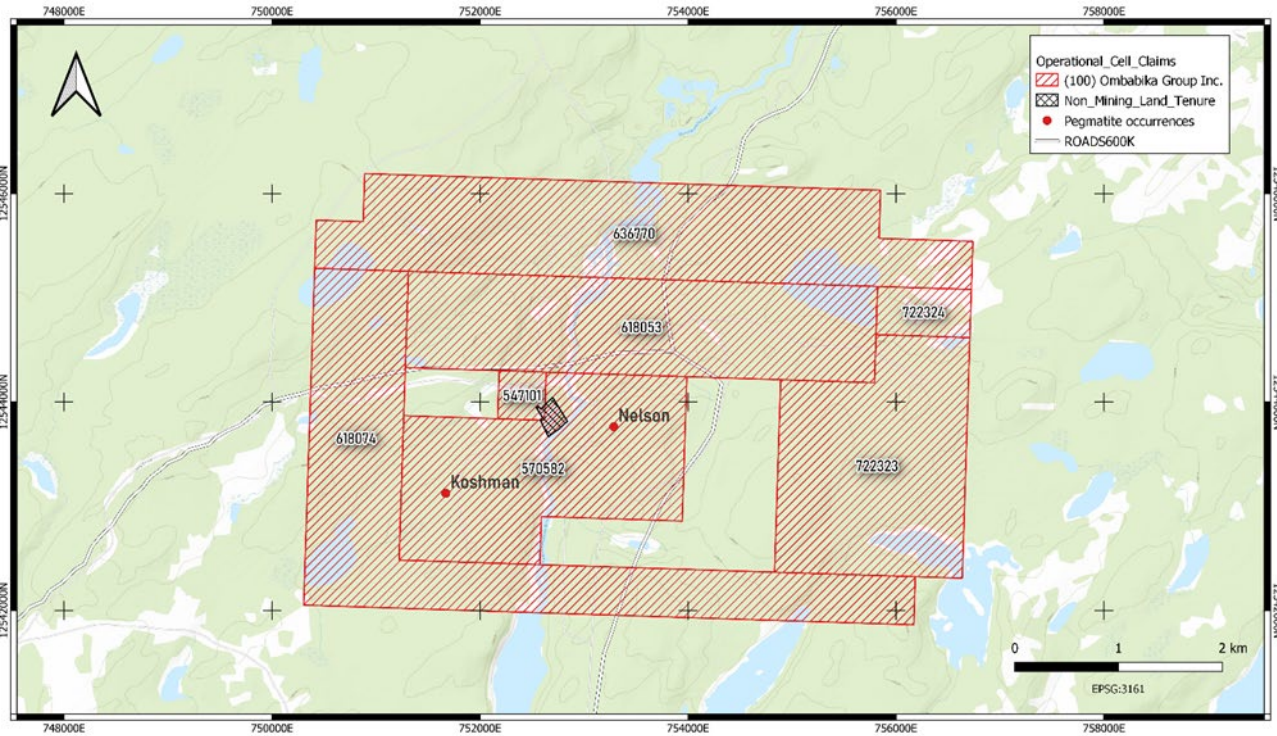 748000E 750000E 752000E 754000E 756000E 758000E
Operational_Cell_Claims
(100) Ombabika Group Inc.
Non_Mining_Land_Tenure
Pegmatite occurrences
ROADS600K
12546000N
636770
722324
618053
547101
12544000N
Nelson
618074
722323
570582
Koshman
12542000N
0 1 2 km
EPSG:3161
748000E 750000E 752000E 754000E 756000E 758000E